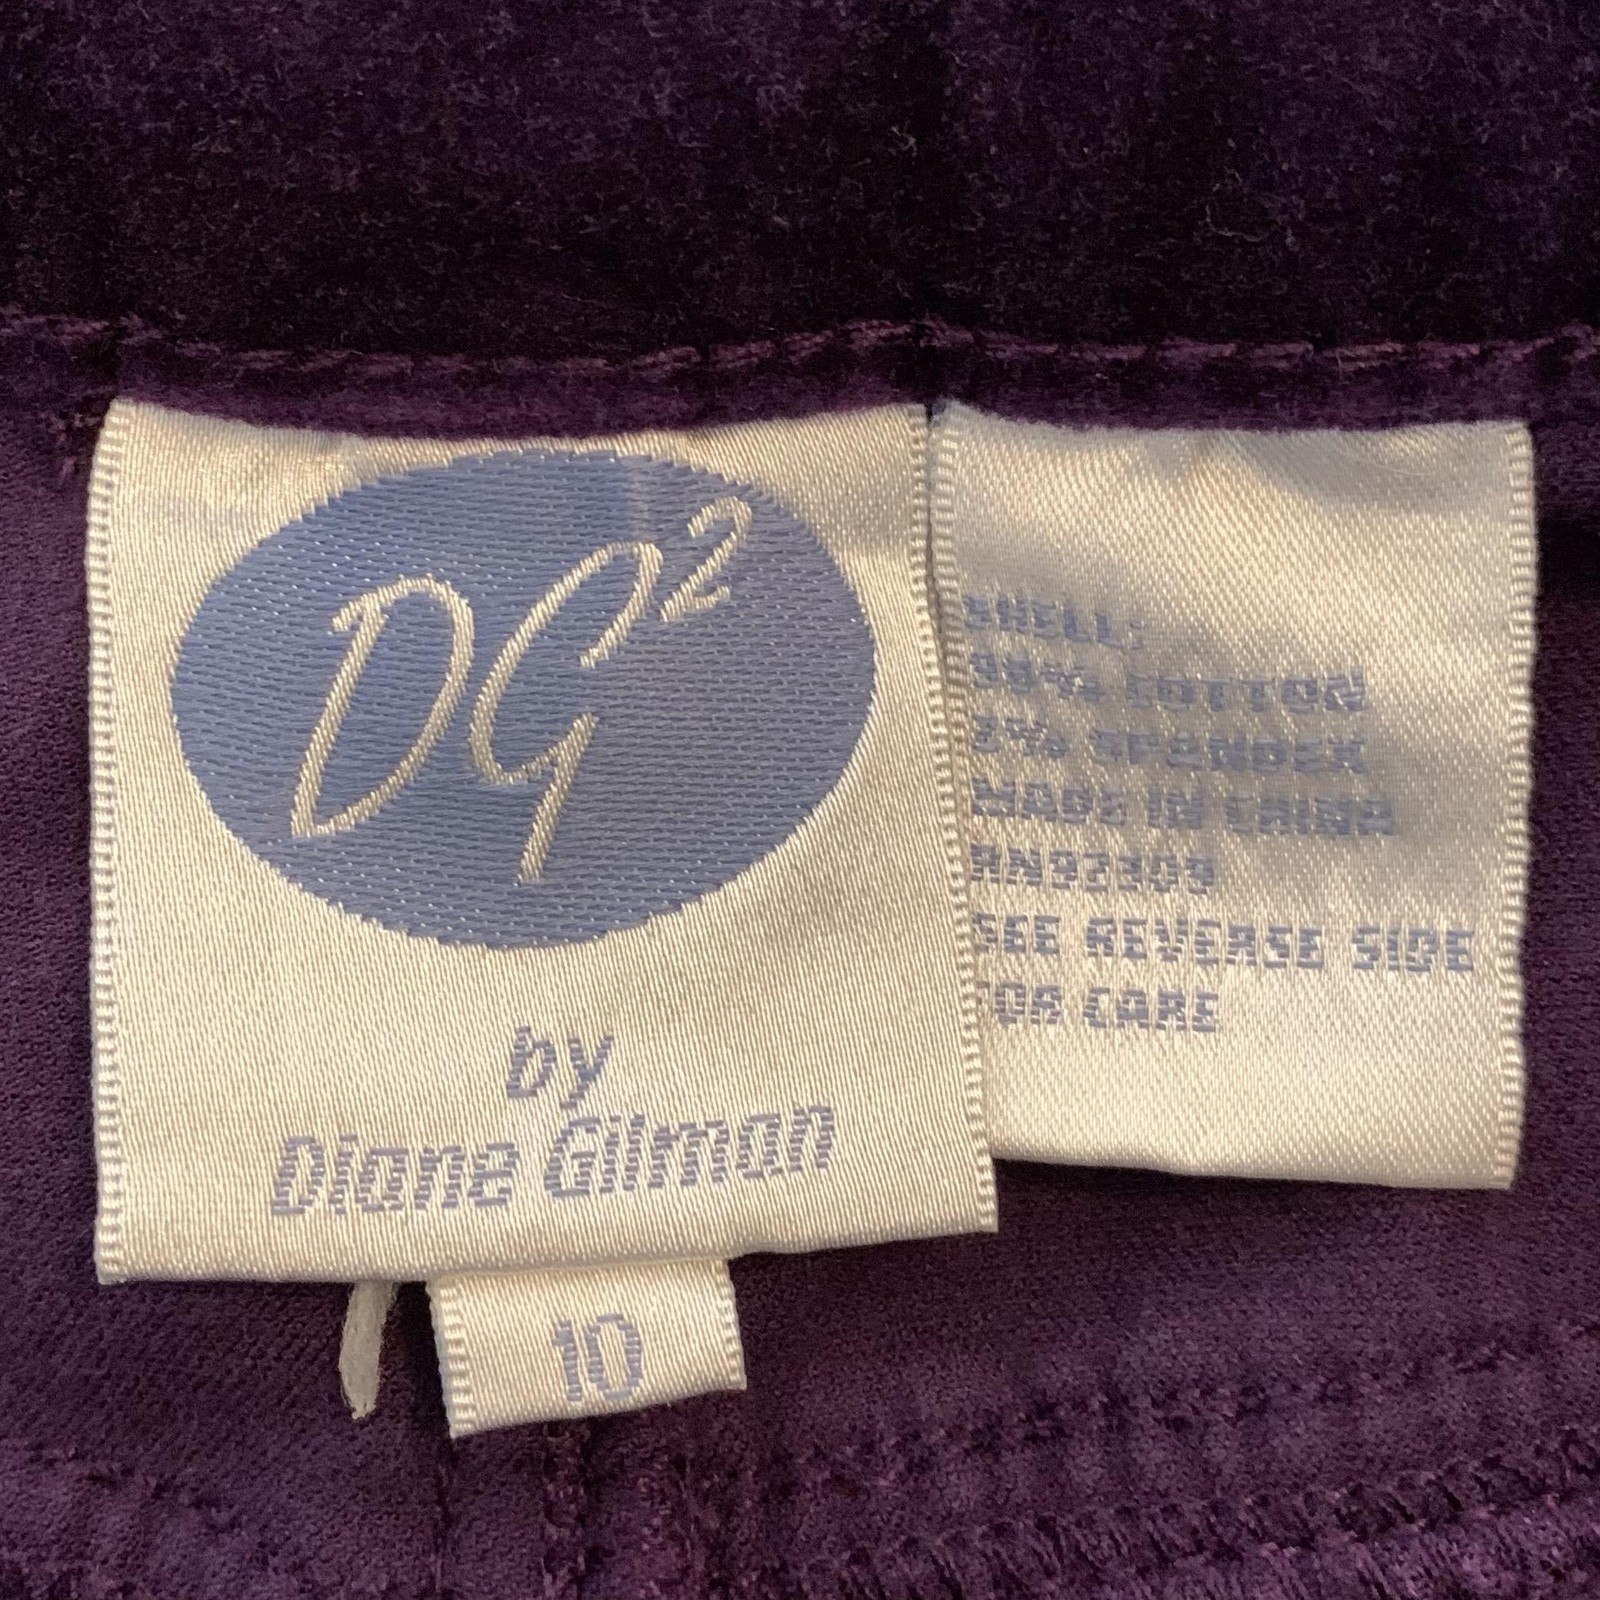 DG²
by
Diane Gilman
10
SHELL:
98% COTTON
2% SPANDEX
MADE IN CHINA
RN92309
SEE REVERSE SIDE
FOR CARE